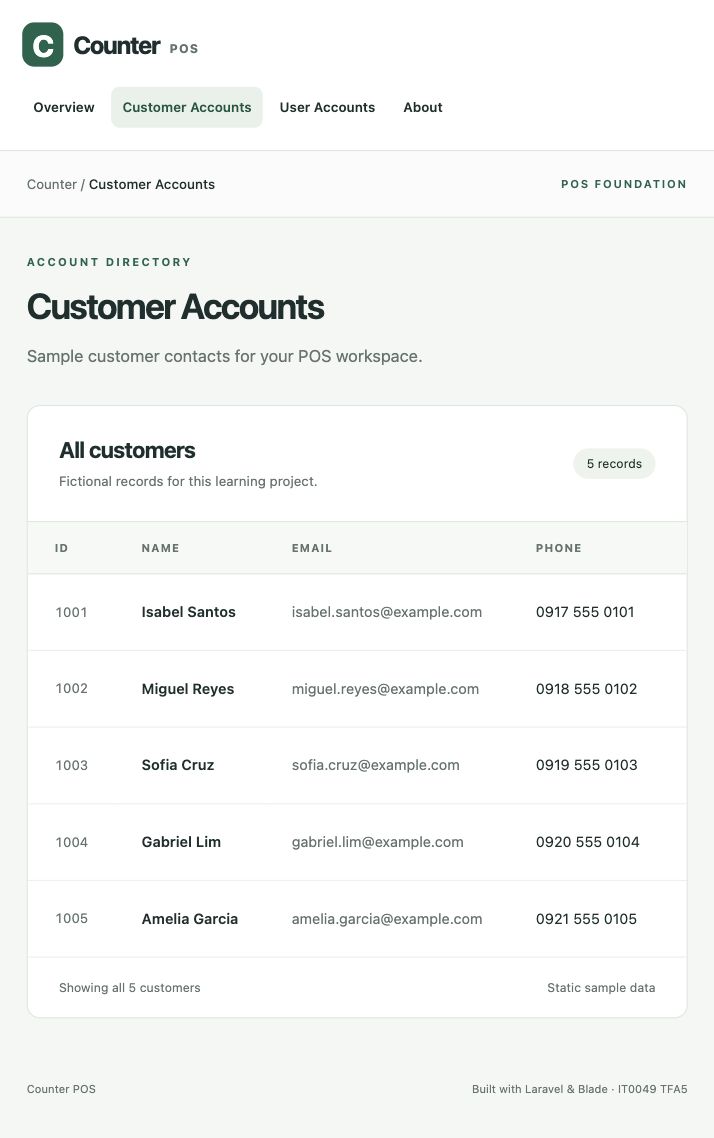 C Counter POS
Overview Customer Accounts User Accounts About
Counter / Customer Accounts POS FOUNDATION
ACCOUNT DIRECTORY
Customer Accounts
Sample customer contacts for your POS workspace.
All customers
5 records
Fictional records for this learning project.
ID NAME EMAIL PHONE
1001 Isabel Santos isabel.santos@example.com 0917 555 0101
1002 Miguel Reyes miguel.reyes@example.com 0918 555 0102
1003 Sofia Cruz sofia.cruz@example.com 0919 555 0103
1004 Gabriel Lim gabriel.lim@example.com 0920 555 0104
1005 Amelia Garcia amelia.garcia@example.com 0921 555 0105
Showing all 5 customers Static sample data
Counter POS Built with Laravel & Blade · IT0049 TFA5